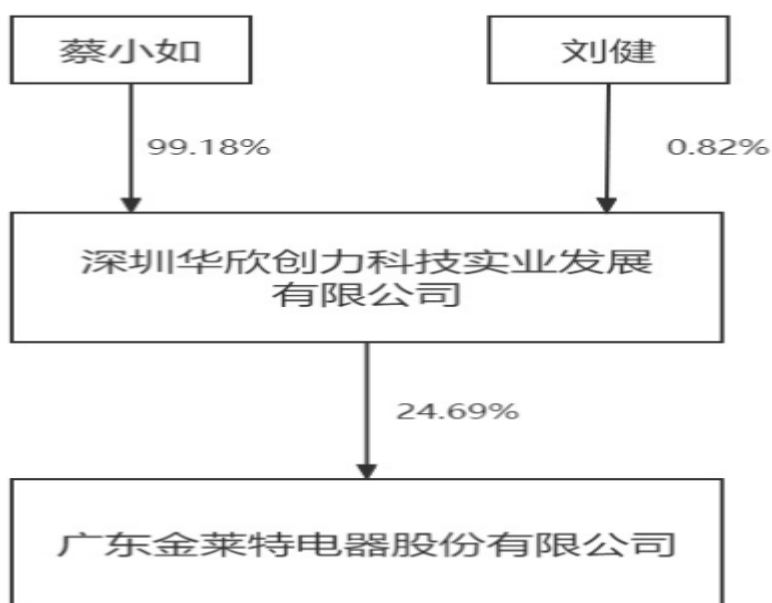 蔡小如
刘健
99.18%
0.82%
深圳华欣创力科技实业发展
有限公司
24.69%
广东金莱特电器股份有限公司